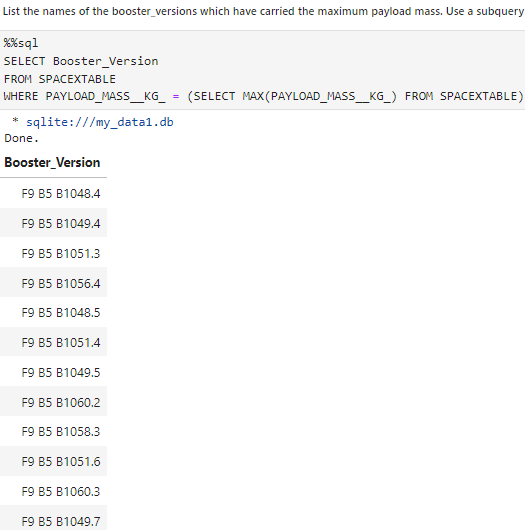 List the names of the booster_versions which have carried the maximum payload mass. Use a subquery
%%sql
SELECT Booster_Version
FROM SPACEXTABLE
WHERE PAYLOAD_MASS__KG_ = (SELECT MAX(PAYLOAD_MASS__KG_) FROM SPACEXTABLE)
* sqlite:///my_data1.db
Done.
Booster_Version
F9 B5 B1048.4
F9 B5 B1049.4
F9 B5 B1051.3
F9 B5 B1056.4
F9 B5 B1048.5
F9 B5 B1051.4
F9 B5 B1049.5
F9 B5 B1060.2
F9 B5 B1058.3
F9 B5 B1051.6
F9 B5 B1060.3
F9 B5 B1049.7